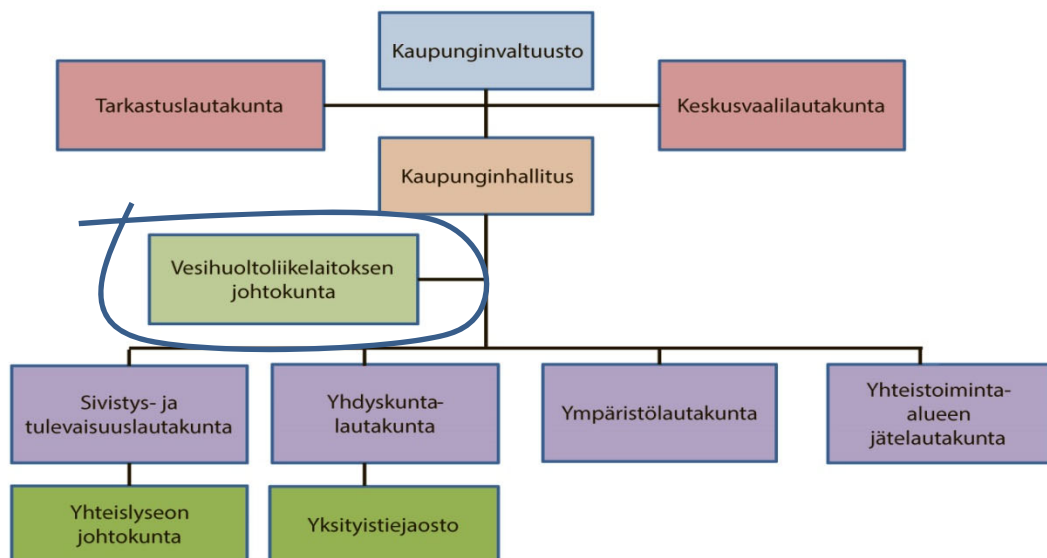 Kaupunginvaltuusto
Tarkastuslautakunta
Keskusvaalilautakunta
Kaupunginhallitus
Vesihuoltoliikelaitoksen
johtokunta
Sivistys- ja
tulevaisuuslautakunta
Yhdyskunta-
lautakunta
Ympäristölautakunta
Yhteistoiminta-
alueen
jätelautakunta
Yhteislyseon
johtokunta
Yksityistiejaosto